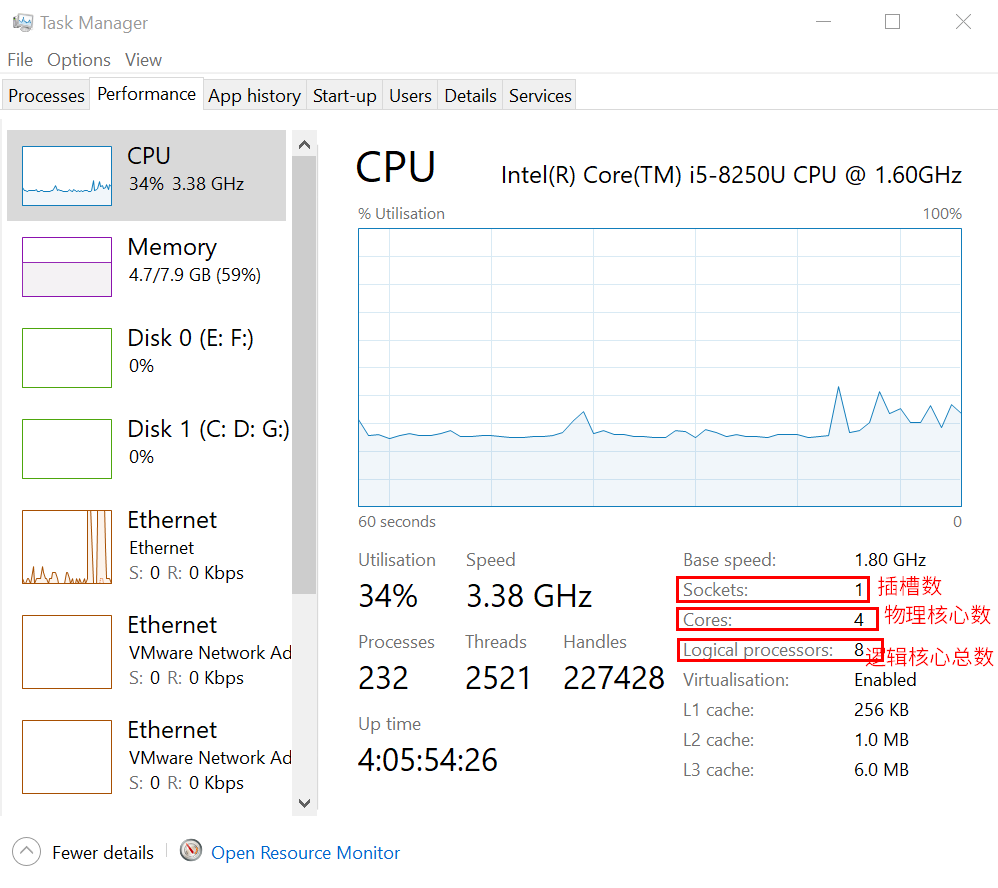 Task Manager
File Options View
Processes Performance App history Start-up Users Details Services
CPU
34% 3.38 GHz
Memory
4.7/7.9 GB (59%)
Disk 0 (E: F:)
0%
Disk 1 (C: D: G:)
0%
Ethernet
Ethernet
S: 0 R: 0 Kbps
Ethernet
VMware Network Ad
S: 0 R: 0 Kbps
Ethernet
VMware Network Ad
S: 0 R: 0 Kbps
CPU Intel(R) Core(TM) i5-8250U CPU @ 1.60GHz
% Utilisation 100%
60 seconds 0
Utilisation Speed
34% 3.38 GHz
Processes Threads Handles
232 2521 227428
Up time
4:05:54:26
Base speed: 1.80 GHz
Sockets: 1 插槽数
Cores: 4 物理核心数
Logical processors: 8 逻辑核心总数
Virtualisation: Enabled
L1 cache: 256 KB
L2 cache: 1.0 MB
L3 cache: 6.0 MB
Fewer details Open Resource Monitor